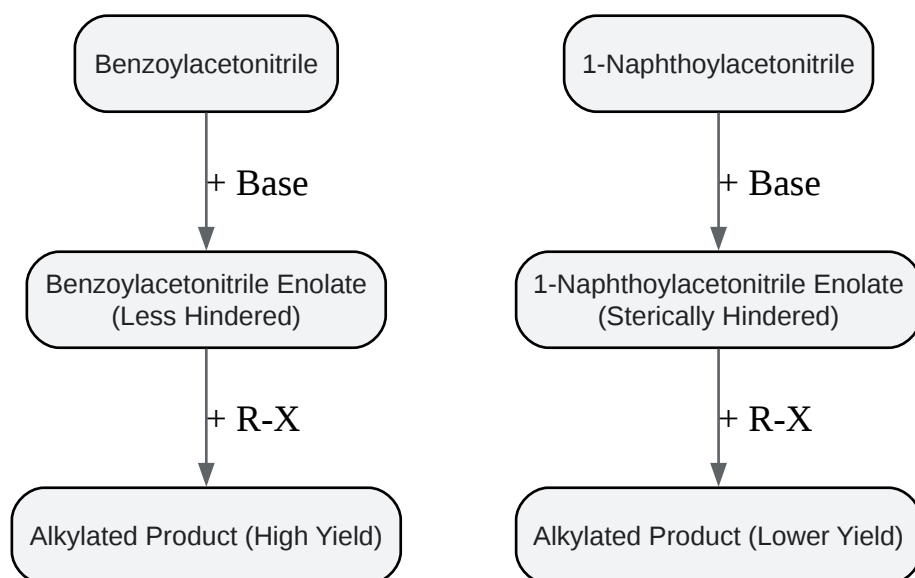 Benzoylacetonitrile
+ Base
Benzoylacetonitrile Enolate
(Less Hindered)
+ R-X
Alkylated Product (High Yield)
1-Naphthoylacetonitrile
+ Base
1-Naphthoylacetonitrile Enolate
(Sterically Hindered)
+ R-X
Alkylated Product (Lower Yield)